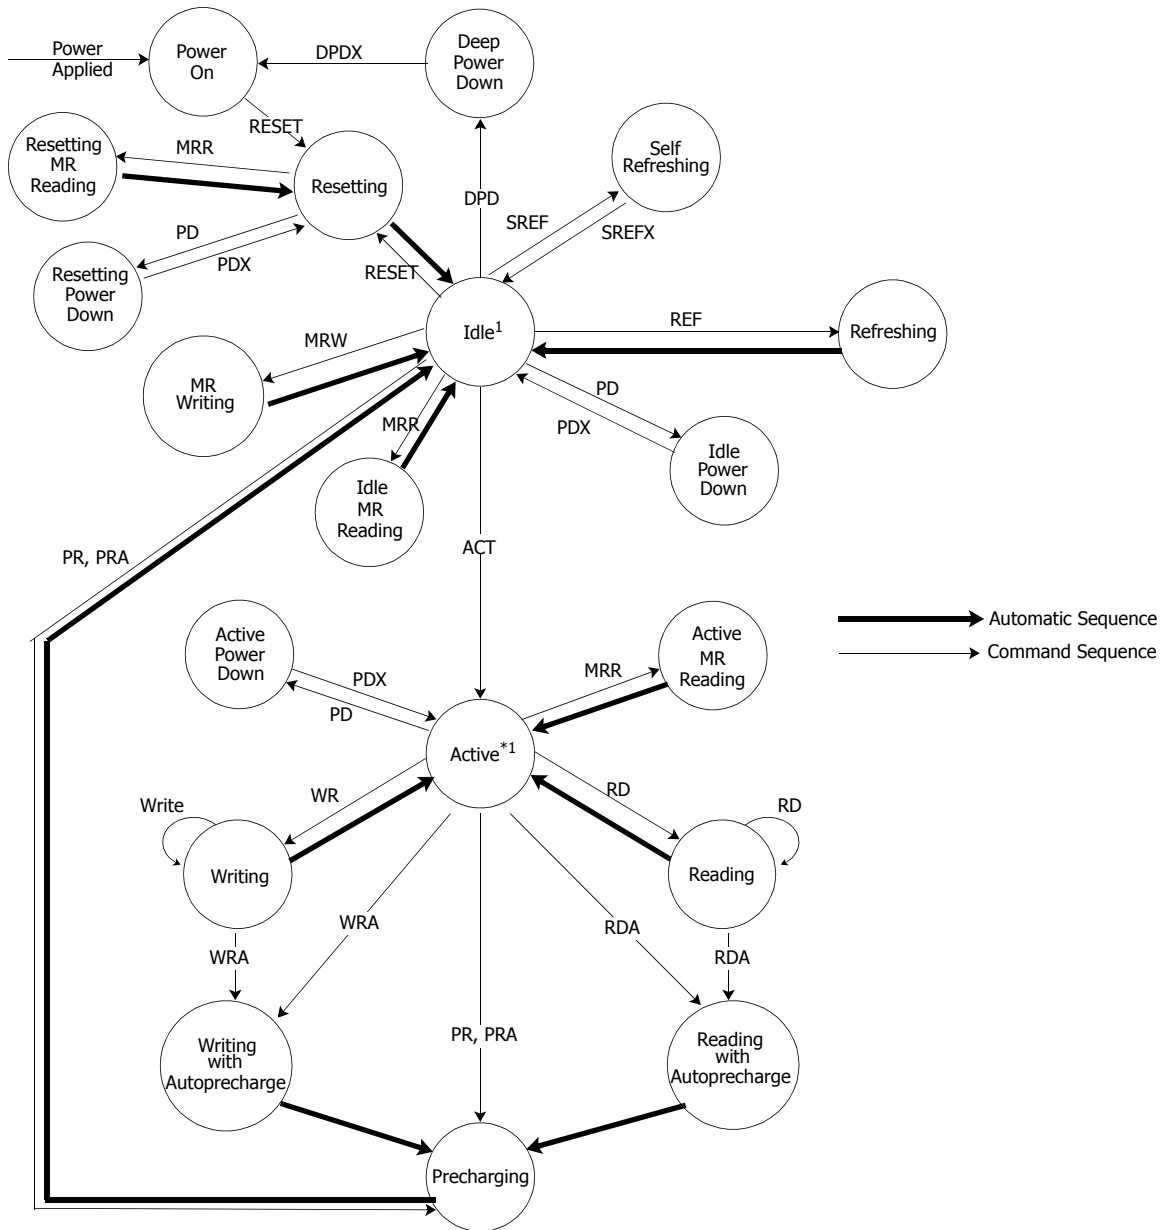 Power
Applied
Power
On
DPDX
Deep
Power
Down
RESET
Resetting
MR
Reading
MRR
Resetting
Self
Refreshing
DPD
SREF
SREFX
PD
PDX
Resetting
Power
Down
RESET
Idle1
REF
Refreshing
MRW
MR
Writing
PD
PDX
MRR
Idle
Power
Down
Idle
MR
Reading
PR, PRA
ACT
Automatic Sequence
Command Sequence
Active
Power
Down
PDX
PD
MRR
Active
MR
Reading
Active*1
WR
RD
Write
RD
Writing
Reading
WRA
WRA
RDA
RDA
PR, PRA
Writing
with
Autoprecharge
Reading
with
Autoprecharge
Precharging